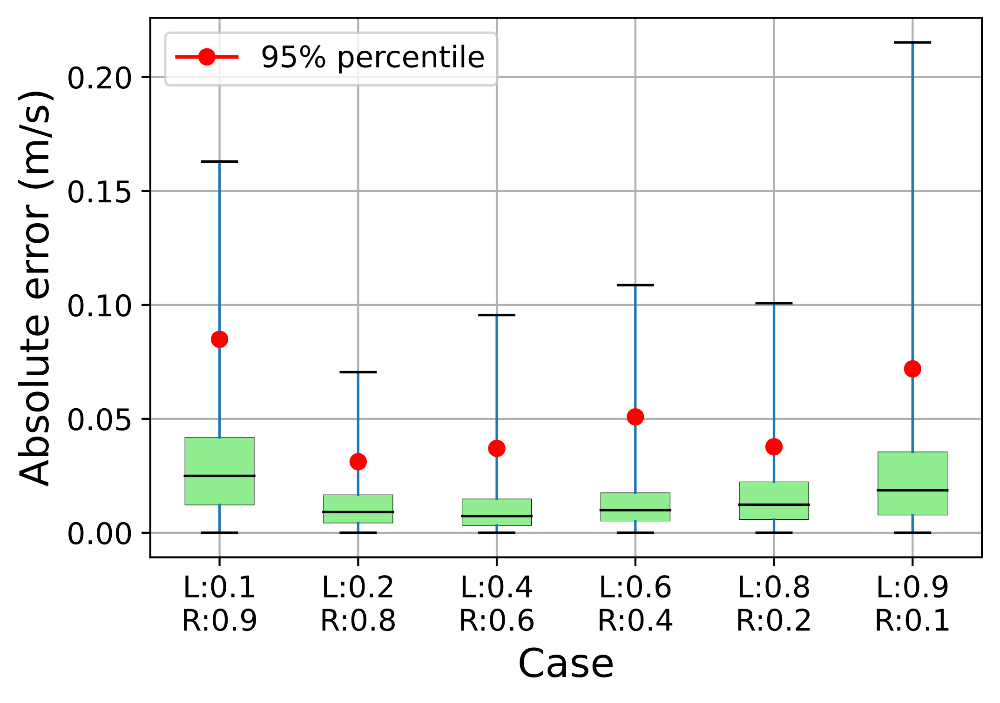 95% percentile
Absolute error (m/s)
0.20
0.15
0.10
0.05
0.00
L:0.1 L:0.2 L:0.4 L:0.6 L:0.8 L:0.9
R:0.9 R:0.8 R:0.6 R:0.4 R:0.2 R:0.1
Case